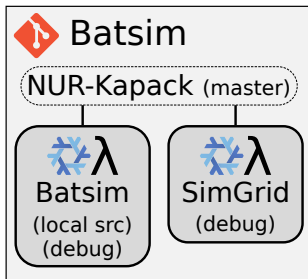 Batsim
NUR-Kapack (master)
λ
Batsim
(local src)
(debug)
λ
SimGrid
(debug)